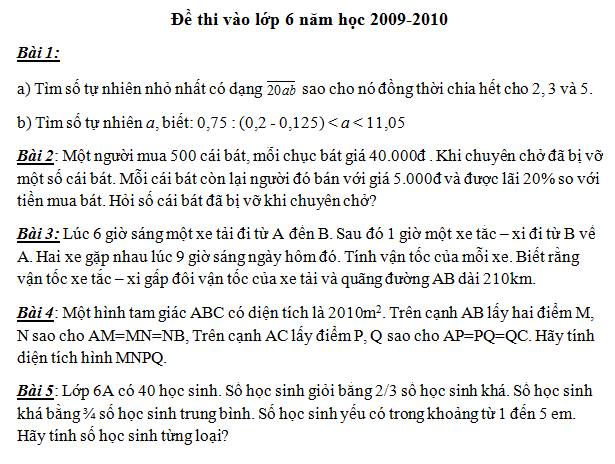 Đề thi vào lớp 6 năm học 2009-2010
Bài 1:
a) Tìm số tự nhiên nhỏ nhất có dạng 20ab sao cho nó đồng thời chia hết cho 2, 3 và 5.
b) Tìm số tự nhiên a, biết: 0,75 : (0,2 - 0,125) < a < 11,05
Bài 2: Một người mua 500 cái bát, mỗi chục bát giá 40.000đ . Khi chuyên chở đã bị vỡ
một số cái bát. Mỗi cái bát còn lại người đó bán với giá 5.000đ và được lãi 20% so với
tiền mua bát. Hỏi số cái bát đã bị vỡ khi chuyên chở?
Bài 3: Lúc 6 giờ sáng một xe tải đi từ A đến B. Sau đó 1 giờ một xe tắc – xi đi từ B về
A. Hai xe gặp nhau lúc 9 giờ sáng ngày hôm đó. Tính vận tốc của mỗi xe. Biết rằng
vận tốc xe tắc – xi gấp đôi vận tốc của xe tải và quãng đường AB dài 210km.
Bài 4: Một hình tam giác ABC có diện tích là 2010m². Trên cạnh AB lấy hai điểm M,
N sao cho AM=MN=NB, Trên cạnh AC lấy điểm P, Q sao cho AP=PQ=QC. Hãy tính
diện tích hình MNPQ.
Bài 5: Lớp 6A có 40 học sinh. Số học sinh giỏi bằng 2/3 số học sinh khá. Số học sinh
khá bằng ¾ số học sinh trung bình. Số học sinh yếu có trong khoảng từ 1 đến 5 em.
Hãy tính số học sinh từng loại?